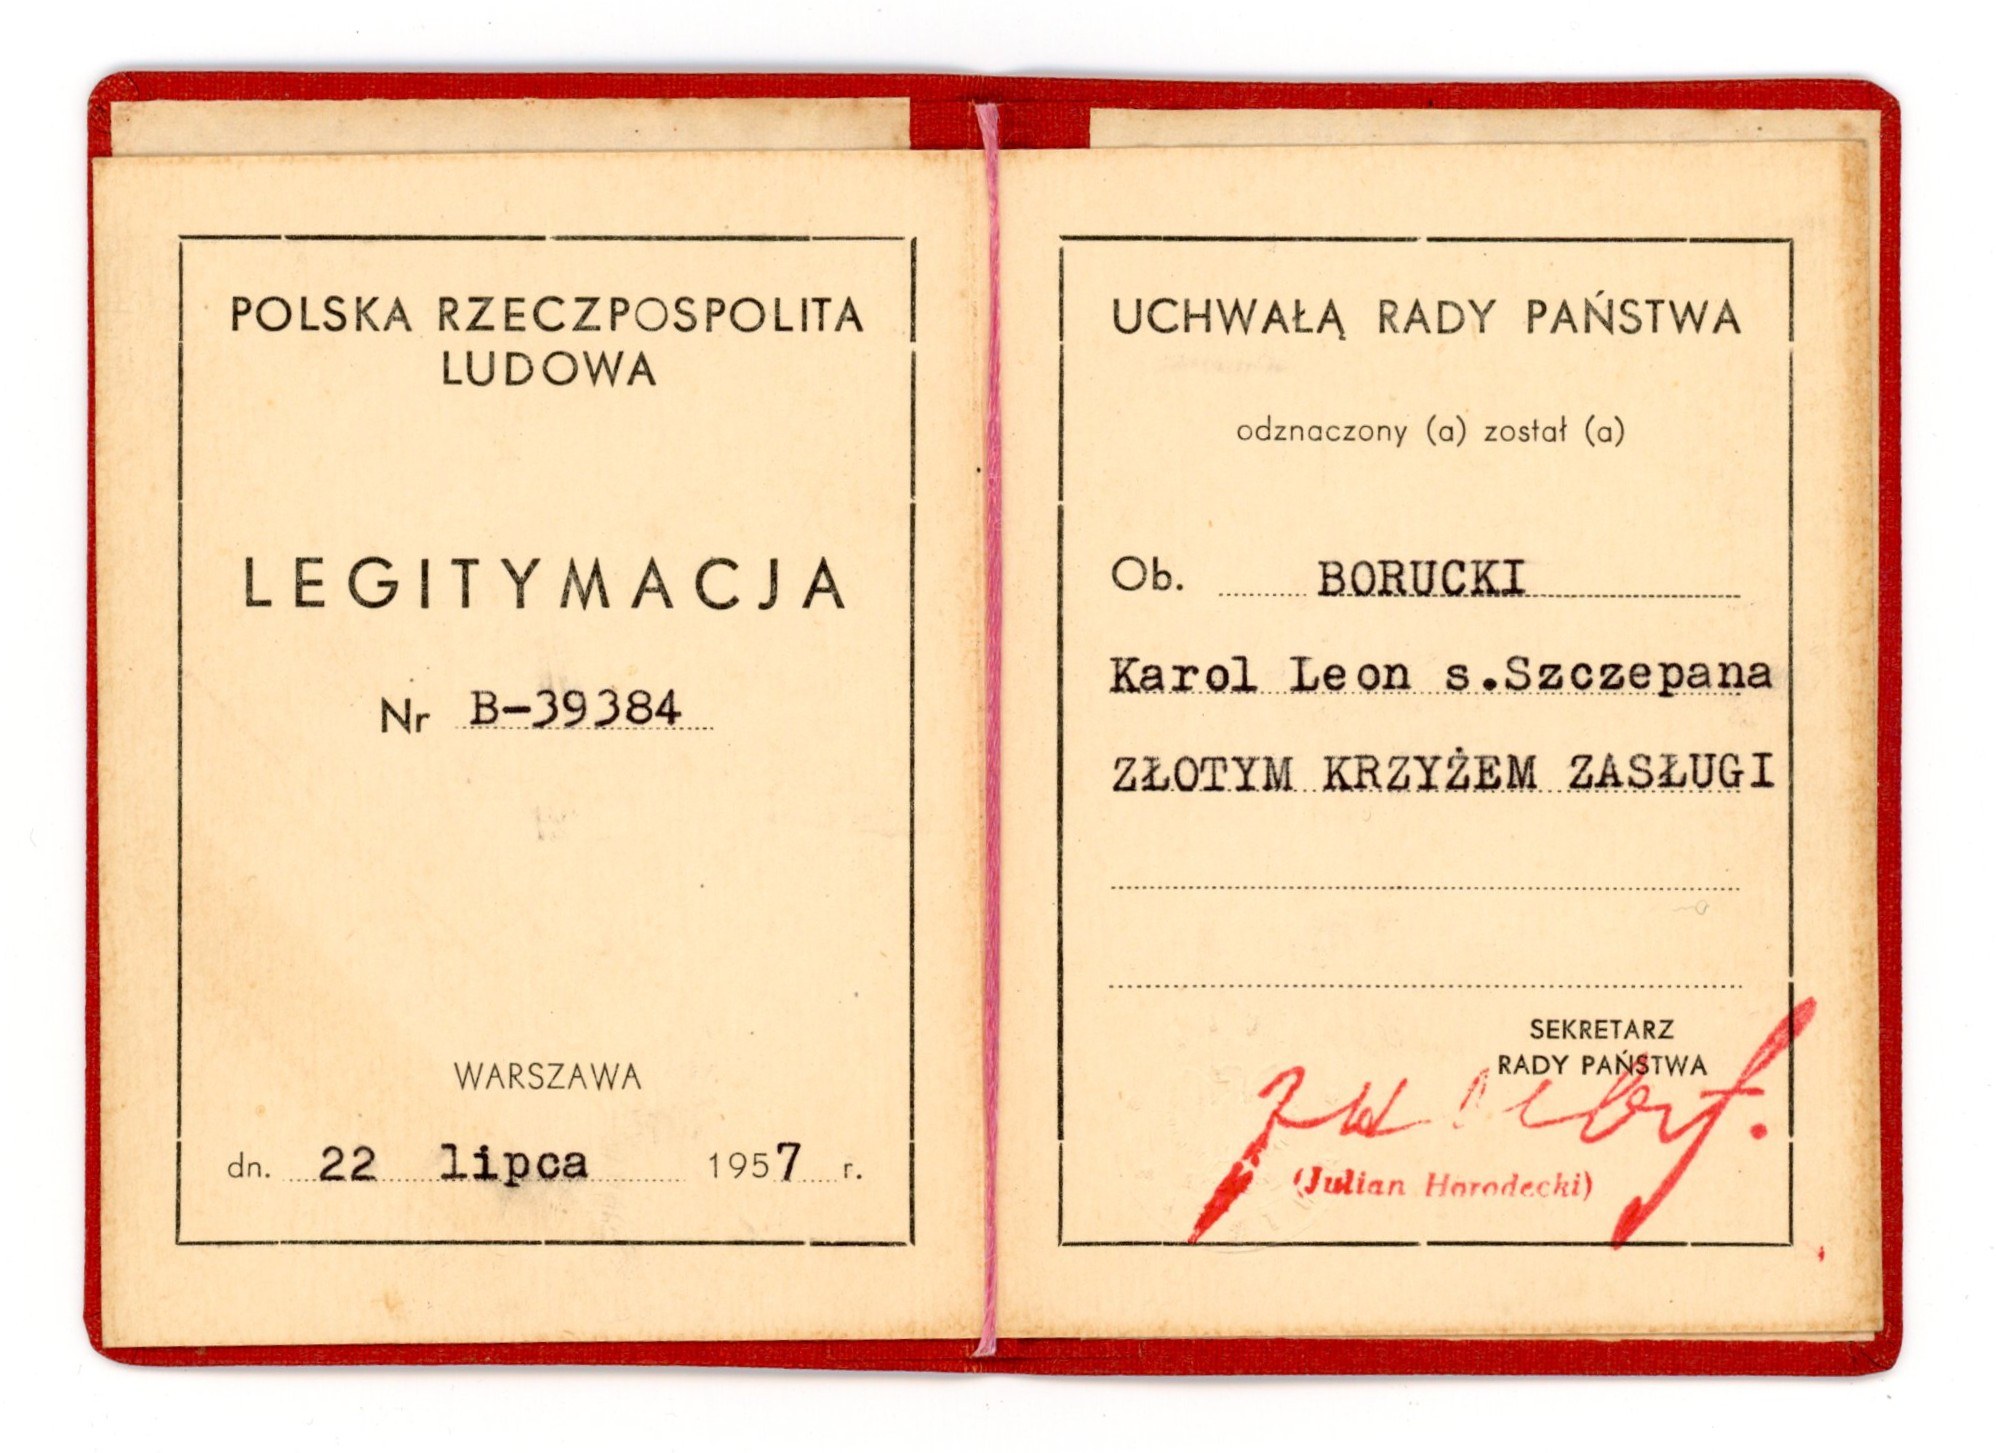 POLSKA RZECZPOSPOLITA
LUDOWA
LEGITYMACJA
Nr B-39384
WARSZAWA
dn. 22 lipca 1957 r.
UCHWAŁĄ RADY PAŃSTWA
odznaczony (a) został (a)
Ob. BORUCKI
Karol Leon s.Szczepana
ZŁOTYM KRZYŻEM ZASŁUGI
SEKRETARZ
RADY PAŃSTWA
(Julian Horodecki)